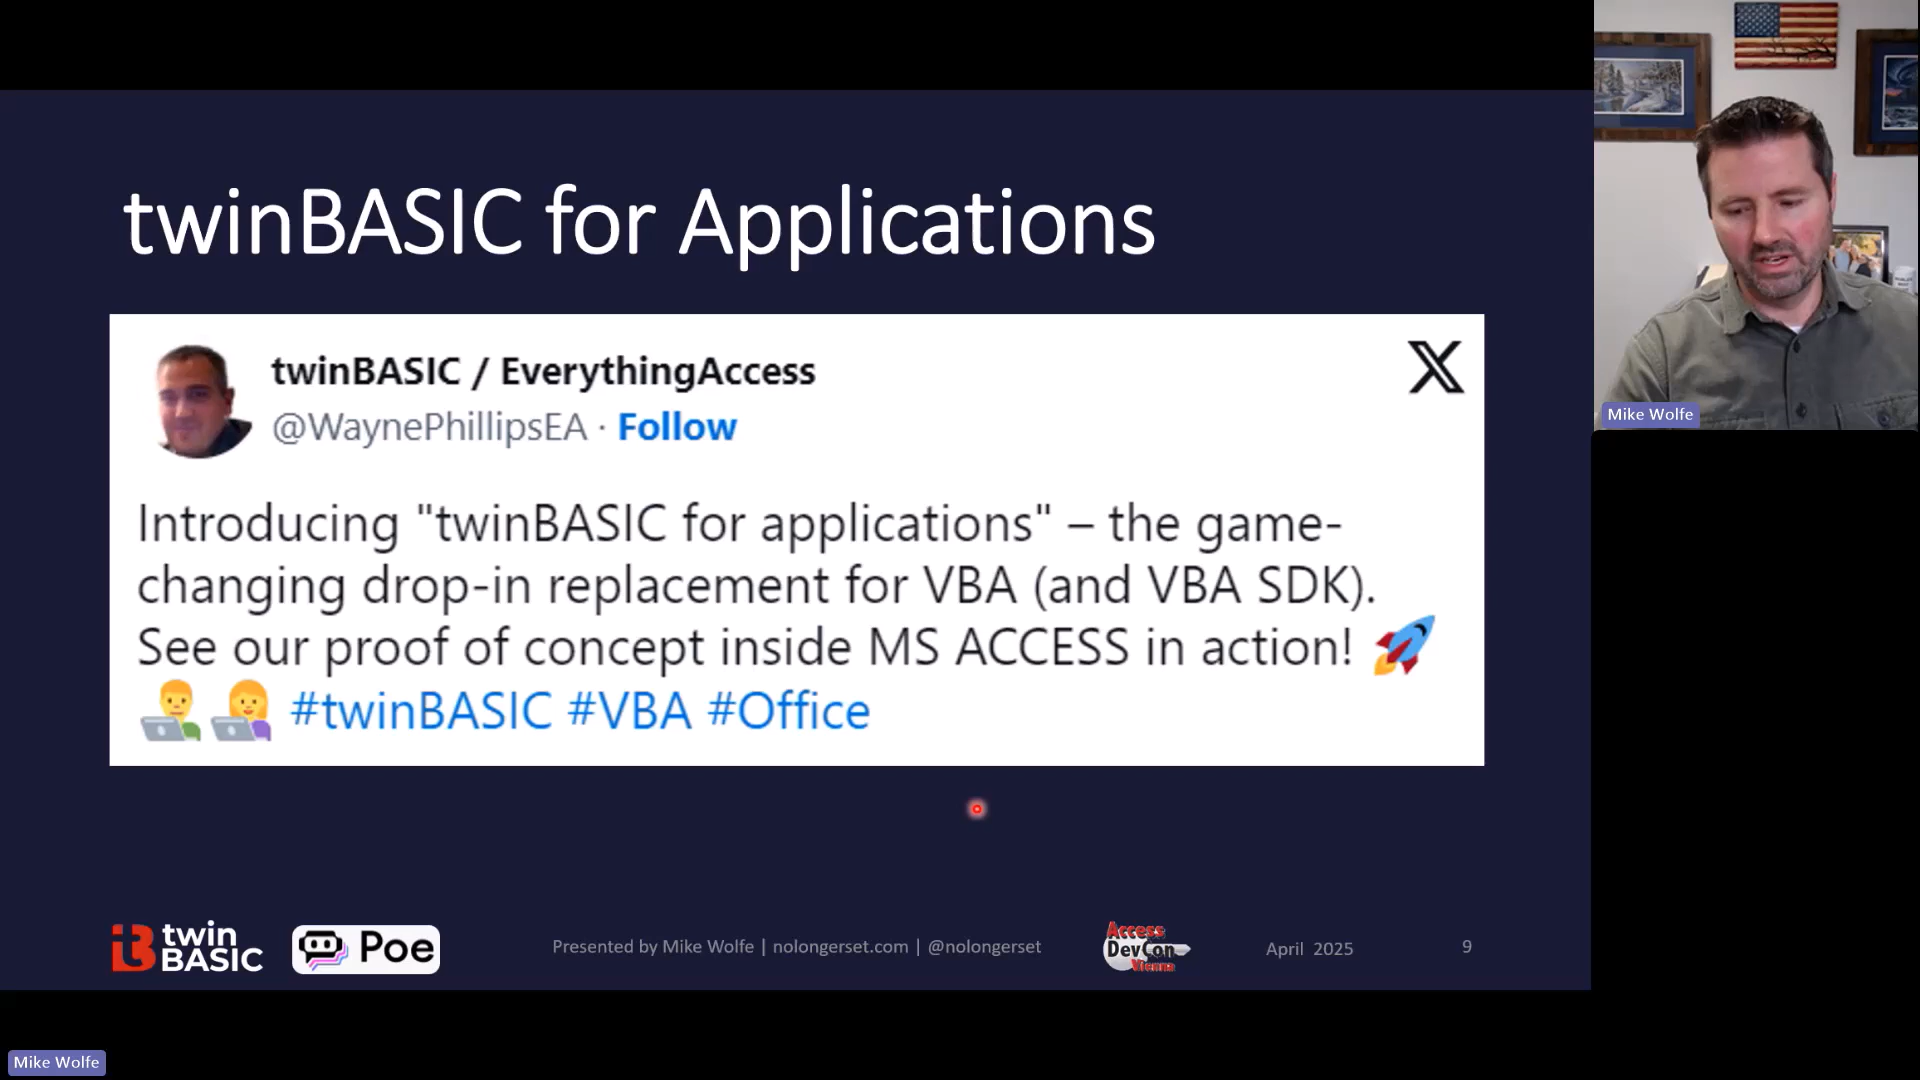 twinBASIC for Applications
twinBASIC / EverythingAccess
@WaynePhillipsEA · Follow
Introducing "twinBASIC for applications" – the game-
changing drop-in replacement for VBA (and VBA SDK).
See our proof of concept inside MS ACCESS in action! 🚀
👨‍💻👩‍💻 #twinBASIC #VBA #Office
twin
BASIC
Poe
Presented by Mike Wolfe | nolongerset.com | @nolongerset
Access
DevCon
Vienna
April 2025
9
Mike Wolfe
Mike Wolfe